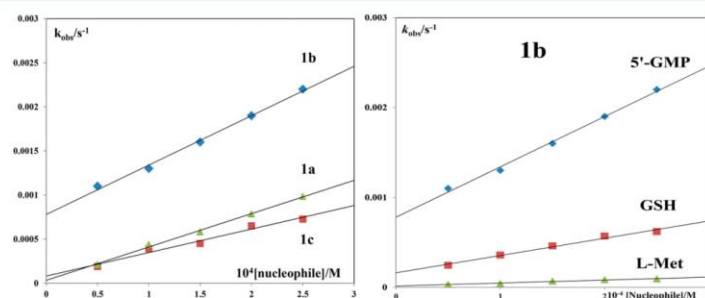 0.003
k_obs/s⁻¹
1b
0.0025
0.002
0.0015
0.001
1a
0.0005
1c
10⁴[nucleophile]/M
0
0 0.5 1 1.5 2 2.5 3
0.003
k_obs/s⁻¹
1b
5'-GMP
0.002
0.001
GSH
L-Met
0
0 1 2 10⁻⁴ [Nucleophile]/M